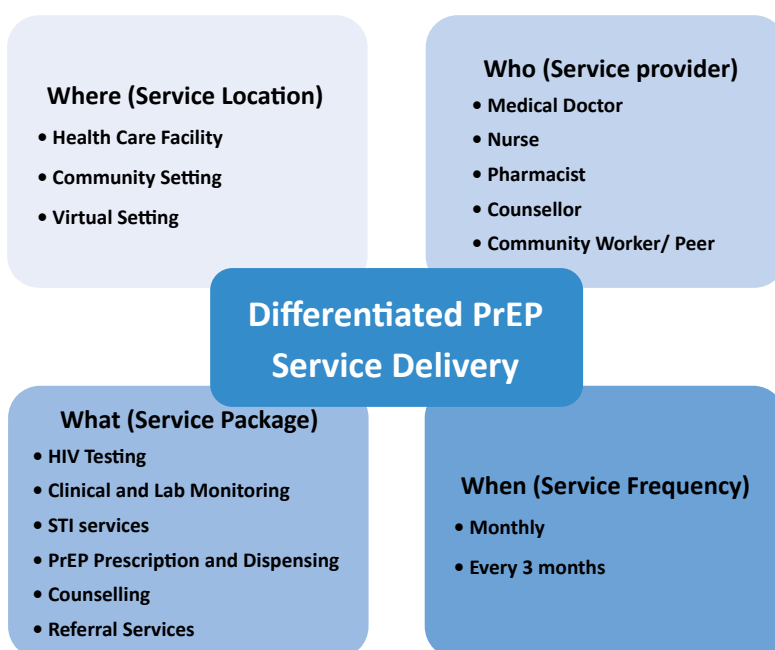 Where (Service Location)
• Health Care Facility
• Community Setting
• Virtual Setting
Who (Service provider)
• Medical Doctor
• Nurse
• Pharmacist
• Counsellor
• Community Worker/ Peer
Differentiated PrEP
Service Delivery
What (Service Package)
• HIV Testing
• Clinical and Lab Monitoring
• STI services
• PrEP Prescription and Dispensing
• Counselling
• Referral Services
When (Service Frequency)
• Monthly
• Every 3 months